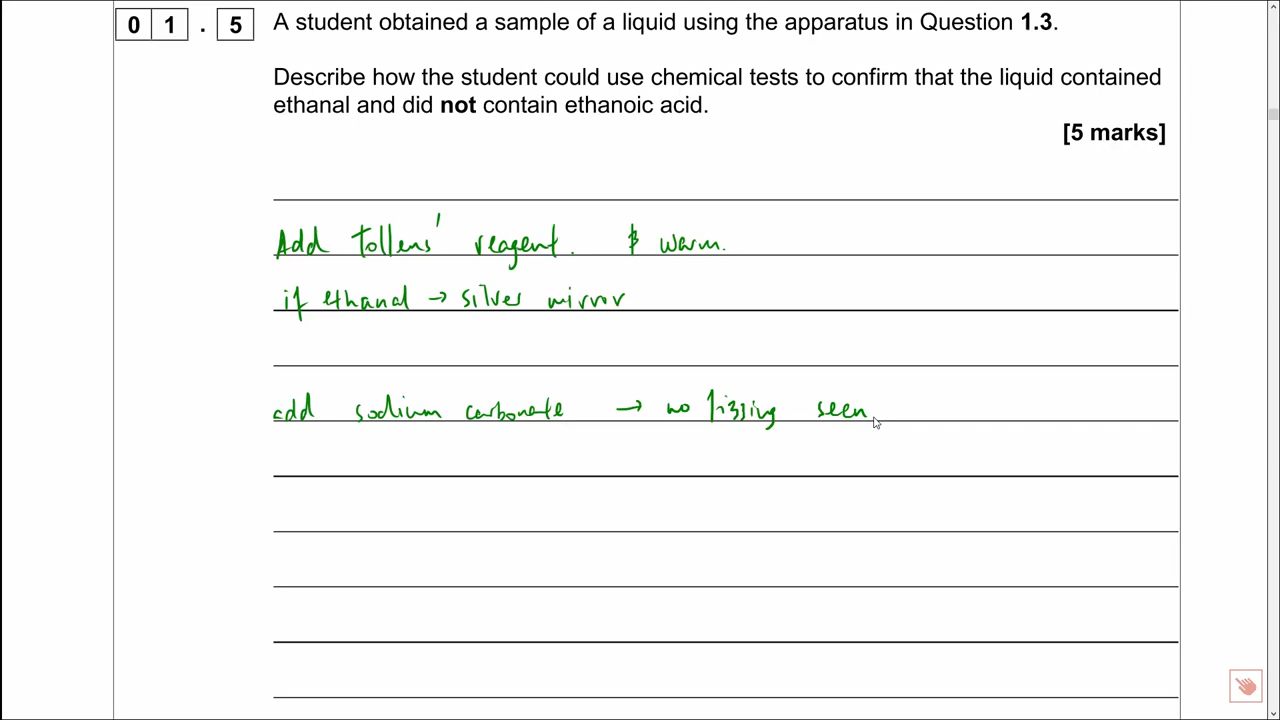 01.5 A student obtained a sample of a liquid using the apparatus in Question 1.3.
Describe how the student could use chemical tests to confirm that the liquid contained
ethanal and did not contain ethanoic acid.
[5 marks]
Add tollens' reagent. & warm.
if ethanal → silver mirror
add sodium carbonate → no fizzing seen